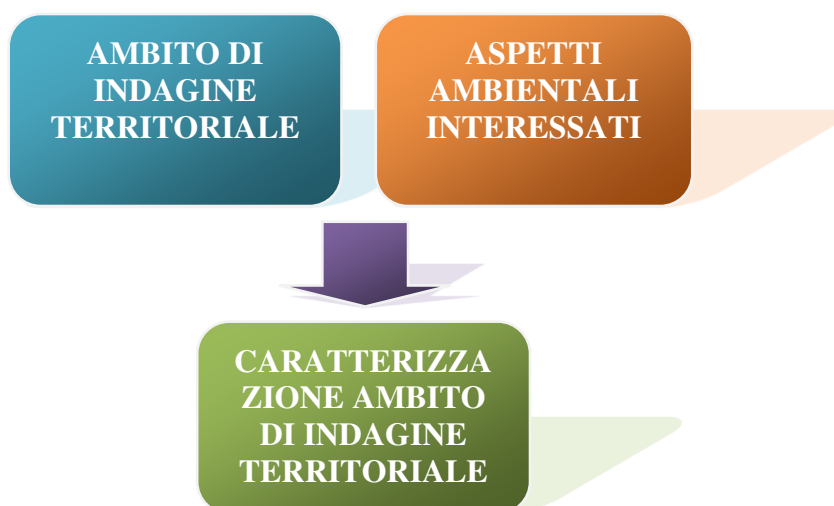 AMBITO DI
INDAGINE
TERRITORIALE
ASPETTI
AMBIENTALI
INTERESSATI
CARATTERIZZA
ZIONE AMBITO
DI INDAGINE
TERRITORIALE